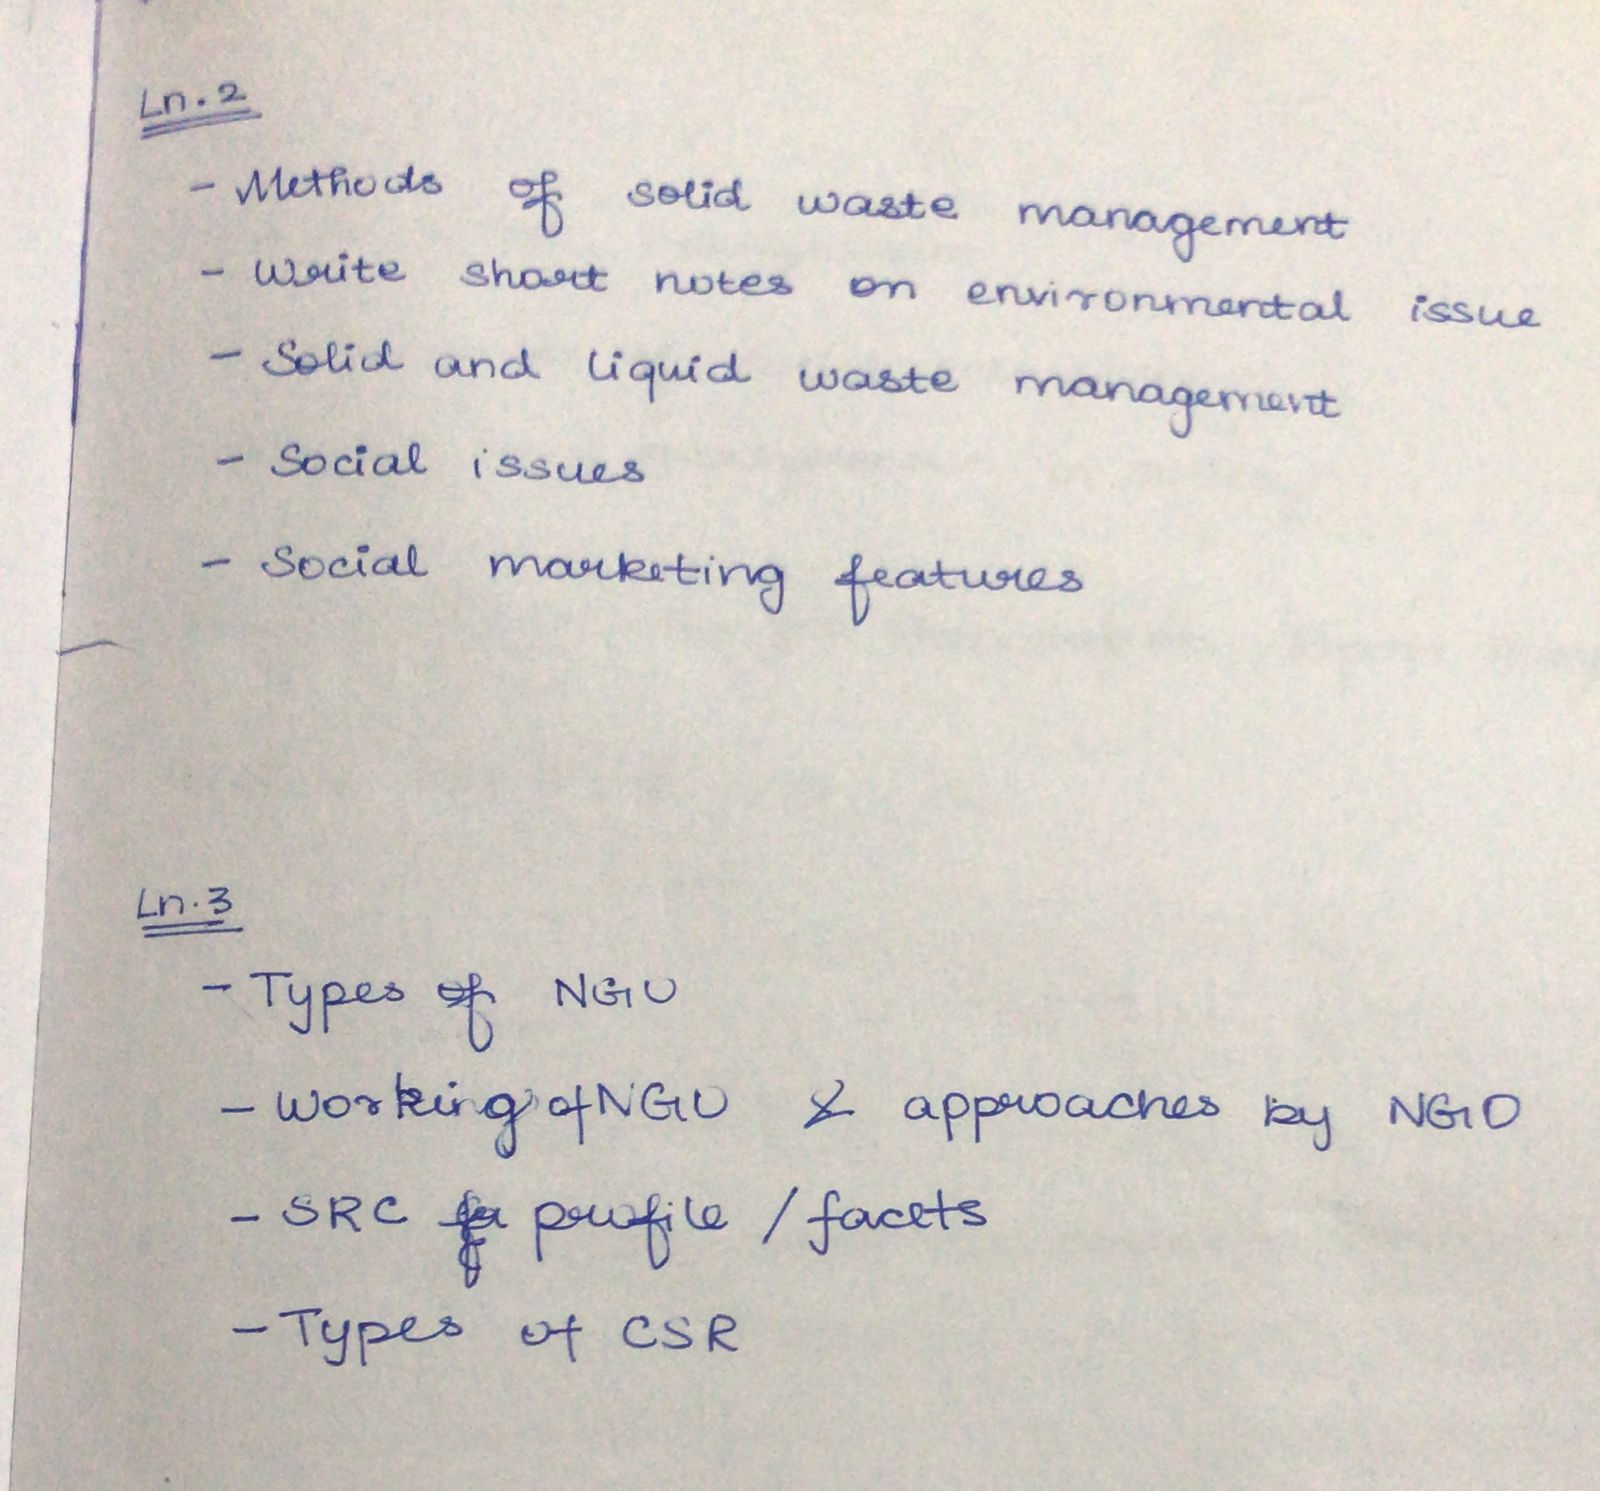 Ln.2
- Methods of solid waste management
- Write short notes on environmental issue
- Solid and liquid waste management
- Social issues
- Social marketing features
Ln.3
- Types of NGO
- Working of NGO & approaches by NGO
- SRC profile / facets
- Types of CSR